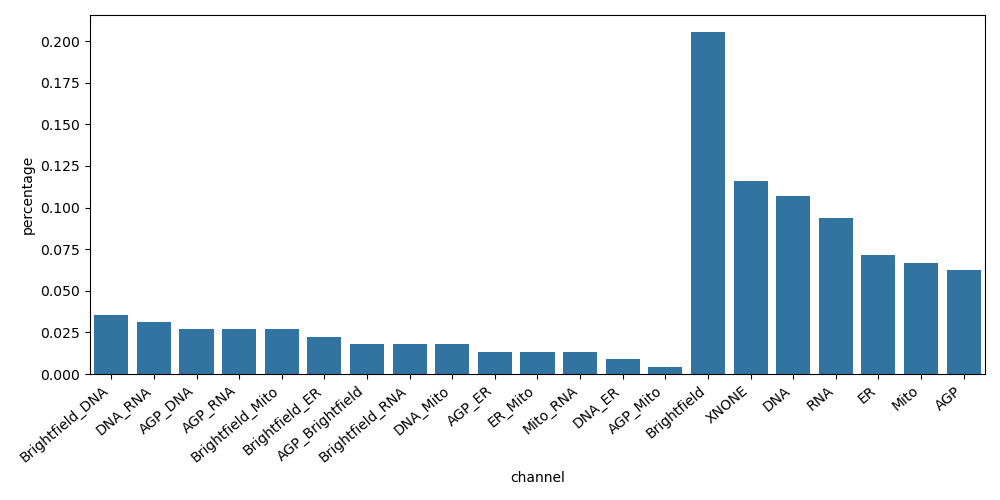 0.200
0.175
0.150
0.125
0.100
0.075
0.050
0.025
0.000
percentage
Brightfield_DNA
DNA_RNA
AGP_DNA
AGP_RNA
Brightfield_Mito
Brightfield_ER
AGP_Brightfield
Brightfield_RNA
DNA_Mito
AGP_ER
ER_Mito
Mito_RNA
DNA_ER
AGP_Mito
Brightfield
XNONE
DNA
RNA
ER
Mito
AGP
channel